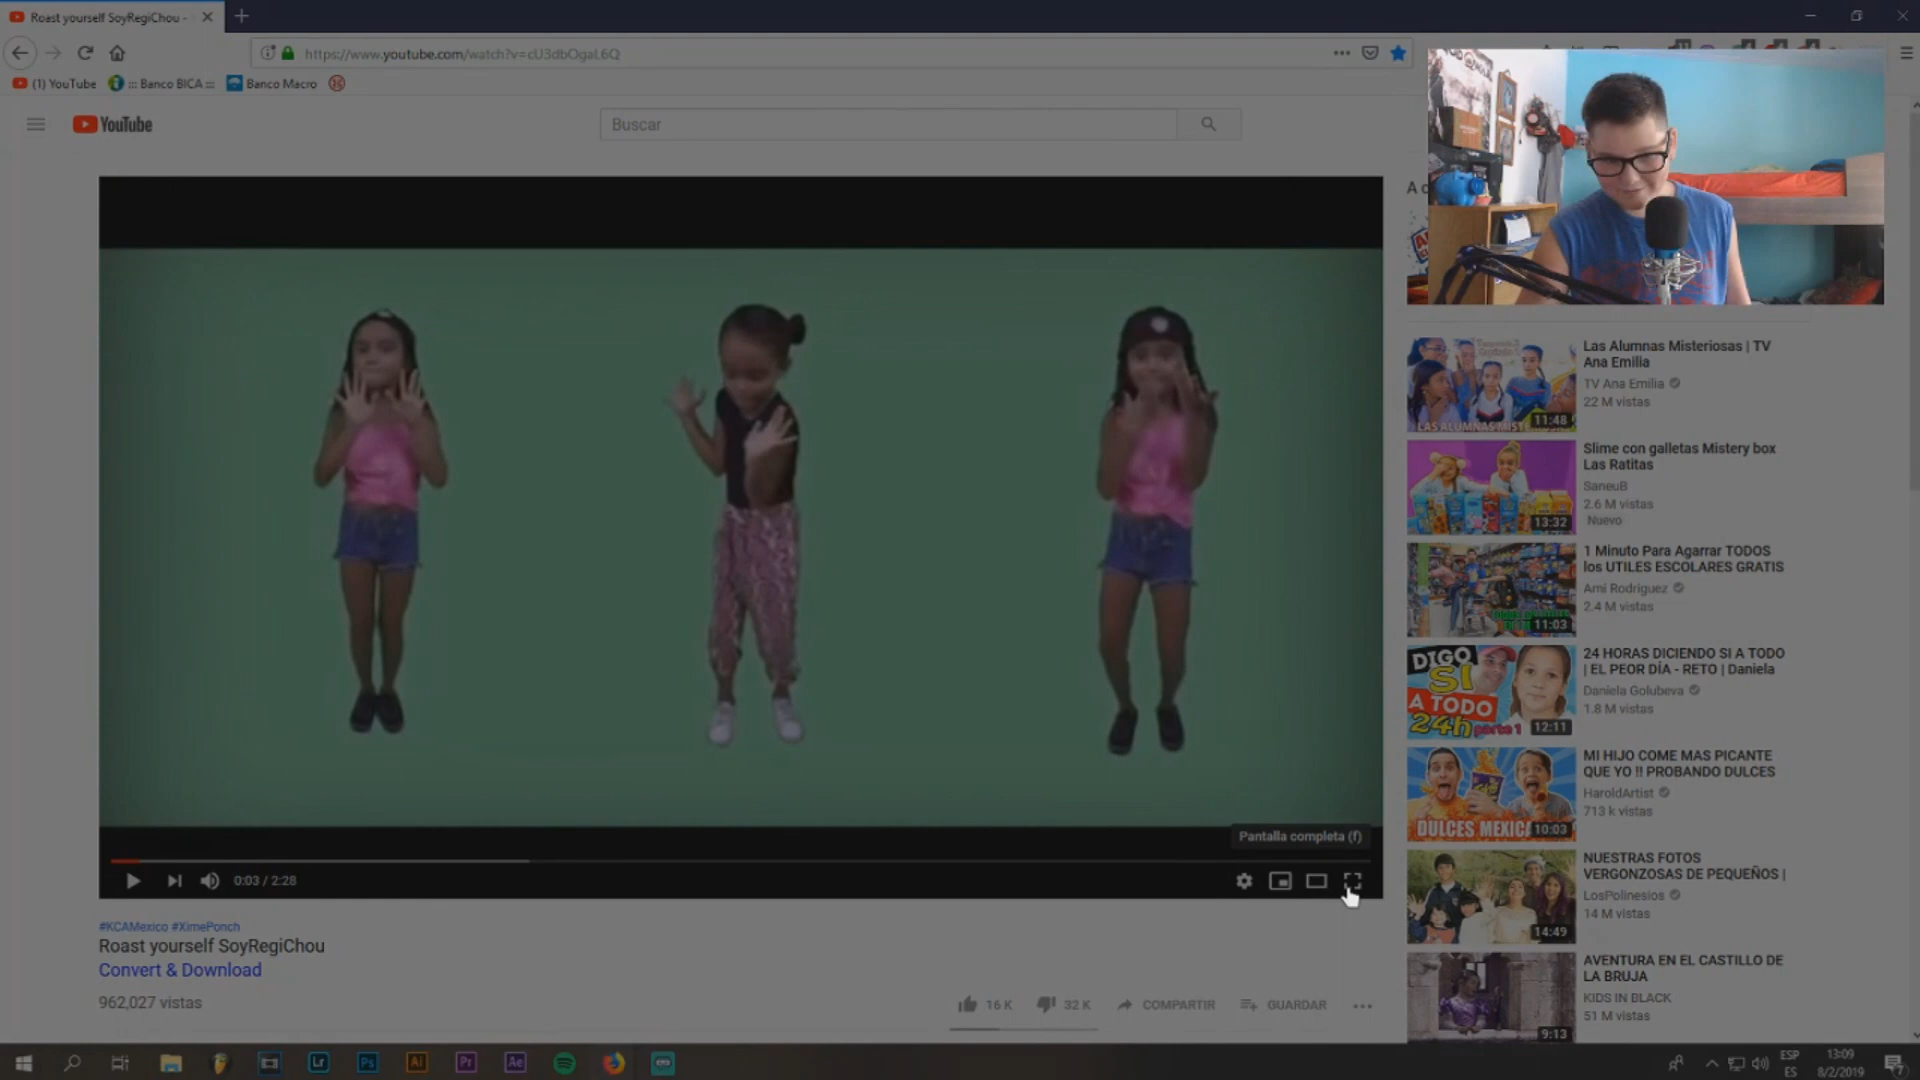 Roast yourself SoyRegiChou -
https://www.youtube.com/watch?v=cU3dbOgaL6Q
(1) YouTube
::: Banco BICA :::
Banco Macro
YouTube
Buscar
Las Alumnas Misteriosas | TV
Ana Emilia
TV Ana Emilia
22 M vistas
11:48
Slime con galletas Mistery box
Las Ratitas
SaneuB
2.6 M vistas
Nuevo
13:32
1 Minuto Para Agarrar TODOS
los UTILES ESCOLARES GRATIS
Ami Rodriguez
2.4 M vistas
11:03
DIGO
SI
A TODO
24h parte 1
12:11
24 HORAS DICIENDO SI A TODO
| EL PEOR DÍA - RETO | Daniela
Daniela Golubeva
1.8 M vistas
MI HIJO COME MAS PICANTE
QUE YO !! PROBANDO DULCES
HaroldArtist
713 k vistas
10:03
NUESTRAS FOTOS
VERGONZOSAS DE PEQUEÑOS |
LosPolinesios
14 M vistas
14:49
AVENTURA EN EL CASTILLO DE
LA BRUJA
KIDS IN BLACK
51 M vistas
9:13
Pantalla completa (f)
0:03 / 2:28
#KCAMexico #XimePonch
Roast yourself SoyRegiChou
Convert & Download
962,027 vistas
16 K
32 K
COMPARTIR
GUARDAR
Lr
Ps
Ai
Pr
Ae
ESP
ES
13:09
8/2/2019